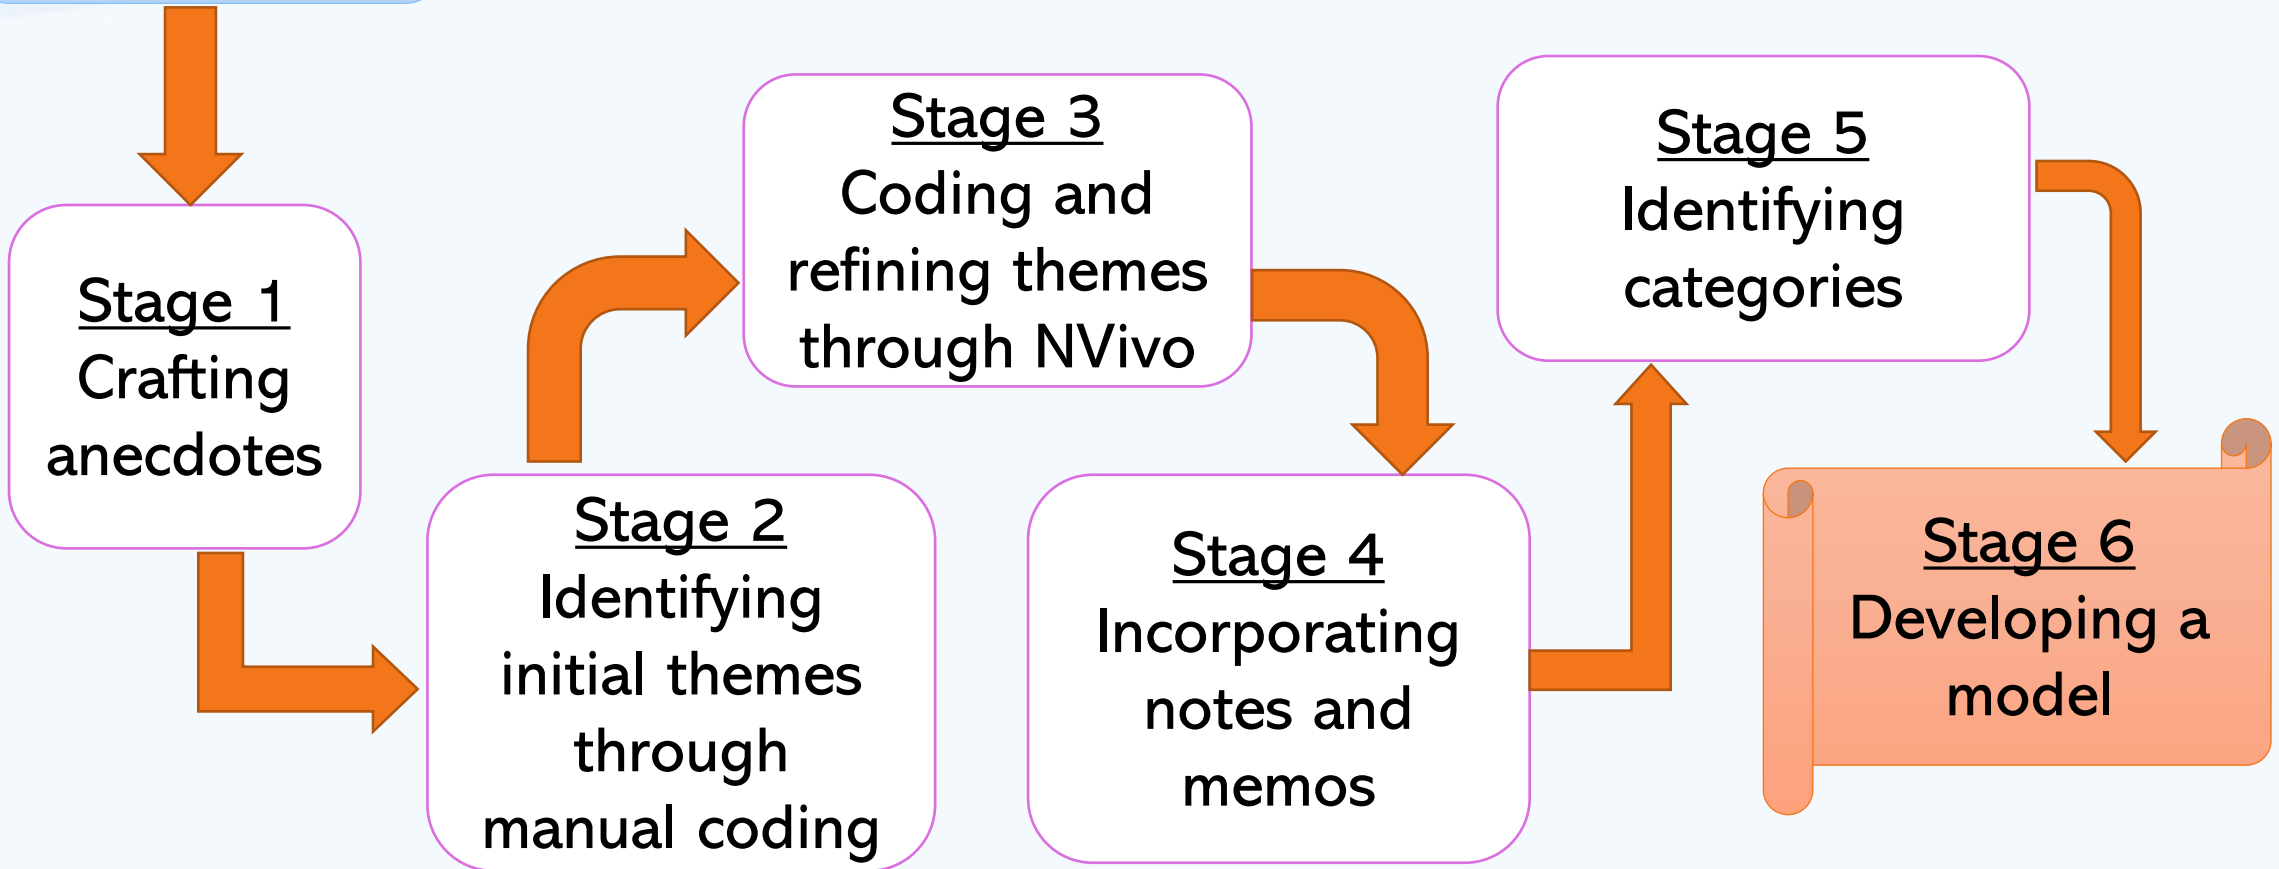 Stage 1
Crafting
anecdotes
Stage 2
Identifying
initial themes
through
manual coding
Stage 3
Coding and
refining themes
through NVivo
Stage 4
Incorporating
notes and
memos
Stage 5
Identifying
categories
Stage 6
Developing a
model